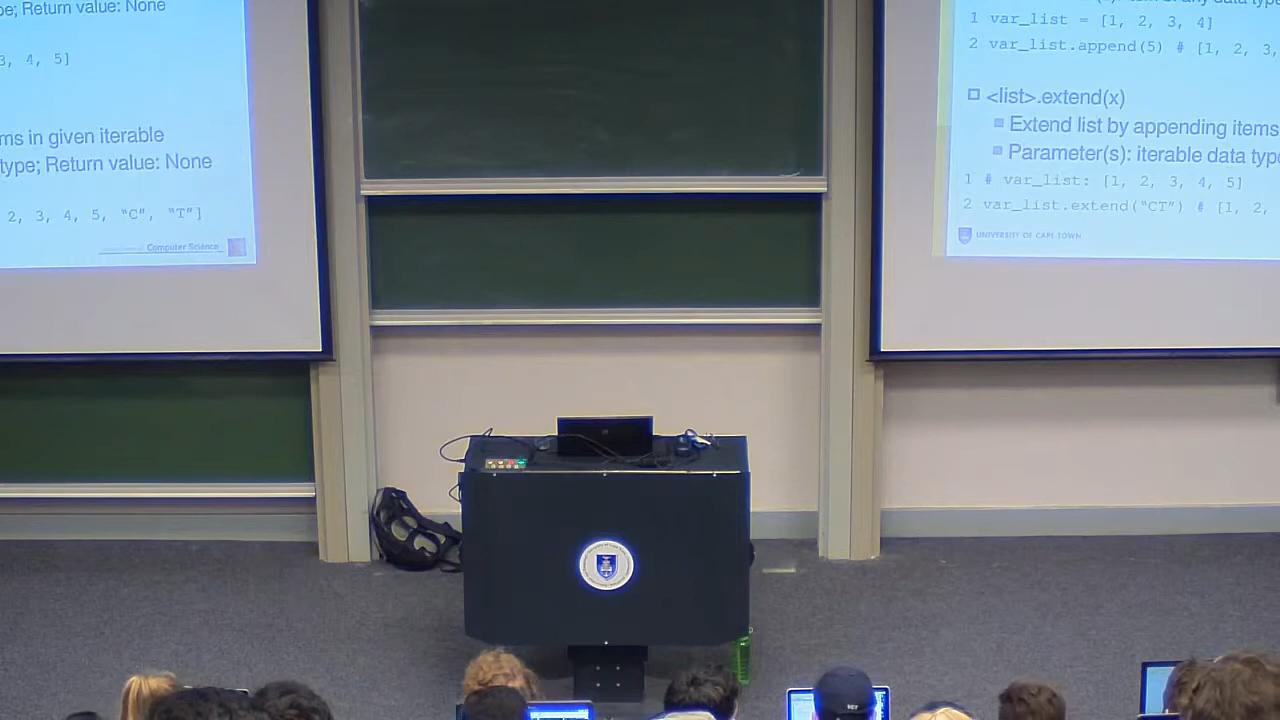 pe; Return value: None
3, 4, 5]
ms in given iterable
type; Return value: None
2, 3, 4, 5, “C”, “T”]
Computer Science
1 var_list = [1, 2, 3, 4]
2 var_list.append(5) # [1, 2, 3,
<list>.extend(x)
Extend list by appending items
Parameter(s): iterable data typ
1 # var_list: [1, 2, 3, 4, 5]
2 var_list.extend(“CT”) # [1, 2,
UNIVERSITY OF CAPE TOWN